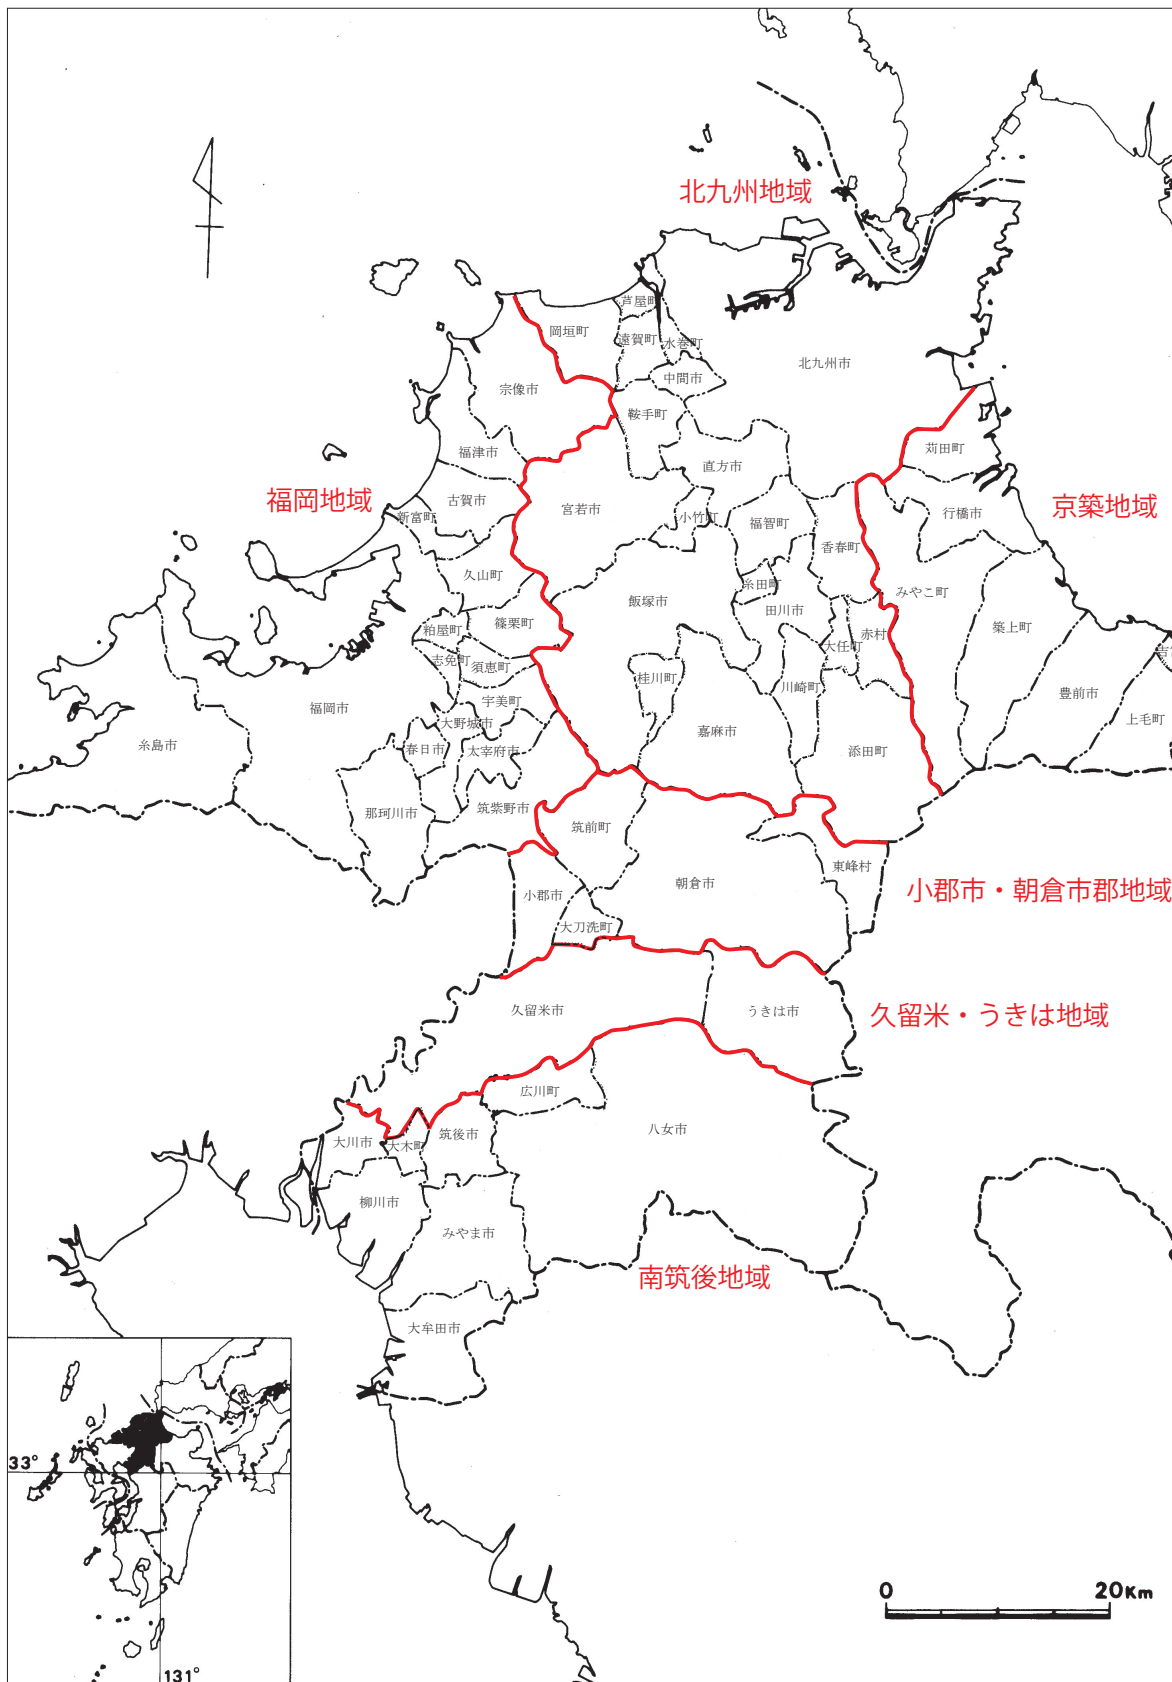 北九州地域
芦屋町
岡垣町
遠賀町
水巻町
北九州市
中間市
宗像市
鞍手町
苅田町
福津市
直方市
福岡地域
古賀市
宮若市
京築地域
新富町
小竹町
福智町
行橋市
香春町
久山町
糸田町
みやこ町
飯塚市
田川市
篠栗町
粕屋町
赤村
築上町
大任町
志免町
須恵町
桂川町
川崎町
豊前市
宇美町
福岡市
大野城市
上毛町
嘉麻市
糸島市
春日市
太宰府市
添田町
筑紫野市
那珂川市
筑前町
東峰村
朝倉市
小郡市・朝倉市郡地域
小郡市
大刀洗町
久留米市
うきは市
久留米・うきは地域
広川町
八女市
筑後市
大川市
大木町
柳川市
みやま市
南筑後地域
大牟田市
33°
0
20Km
131°